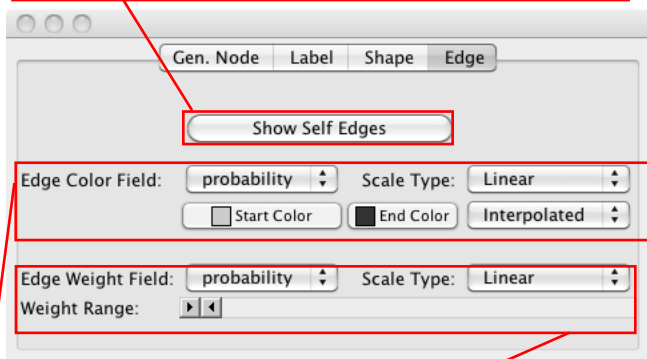 Gen. Node Label Shape Edge
Show Self Edges
Edge Color Field: probability Scale Type: Linear
Start Color End Color Interpolated
Edge Weight Field: probability Scale Type: Linear
Weight Range: